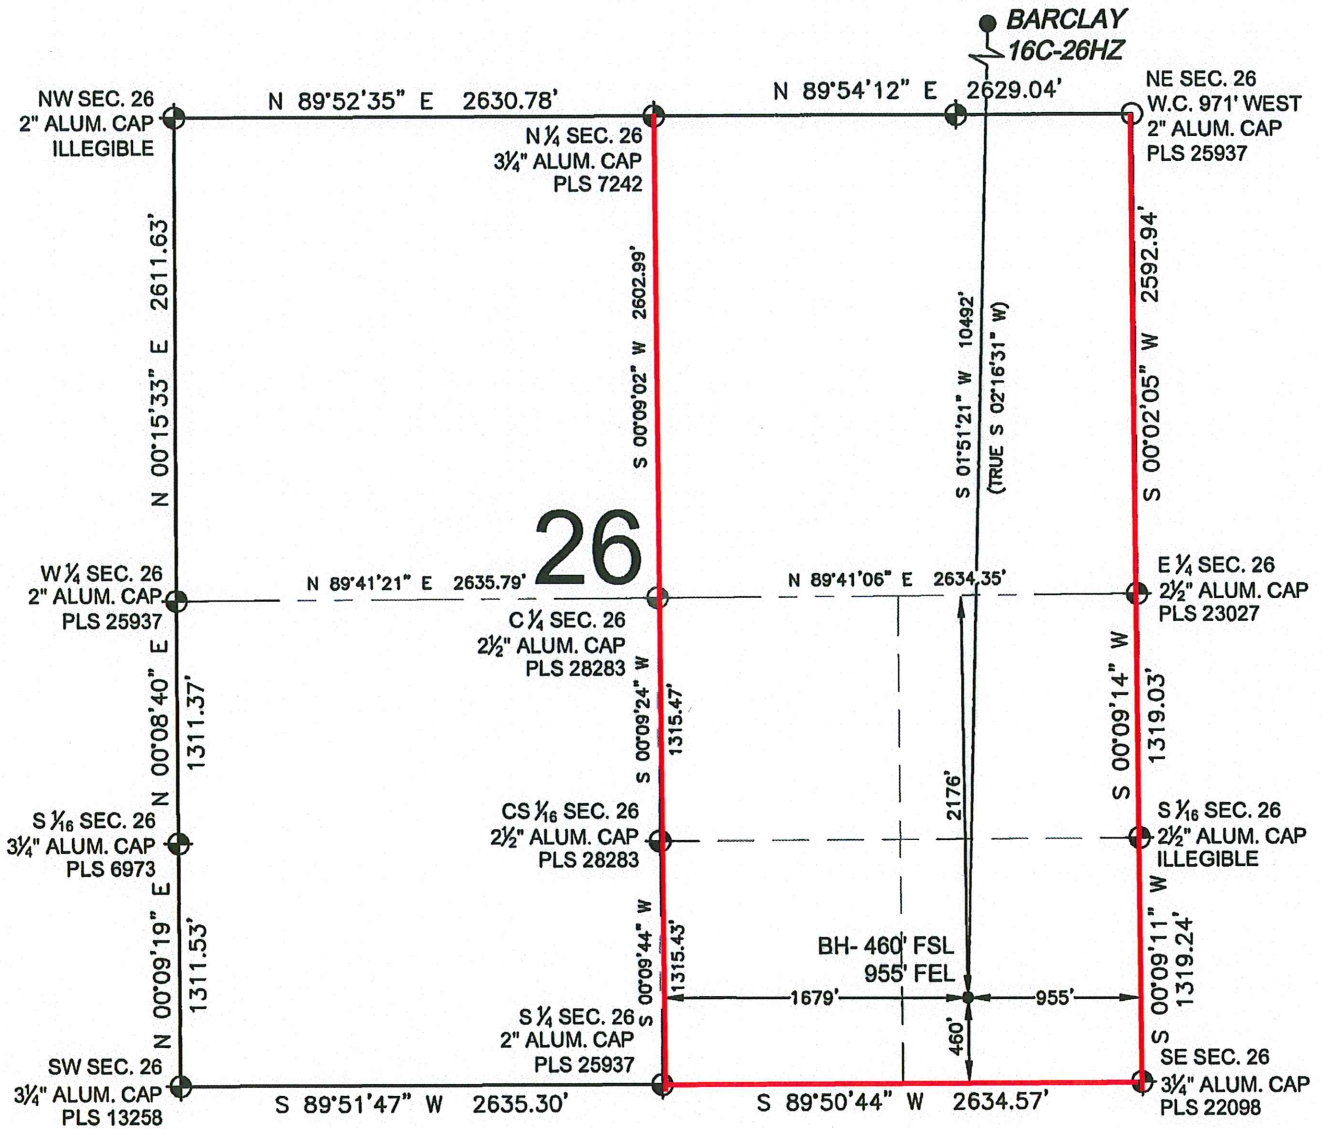 BARCLAY
16C-26HZ
NW SEC. 26
2" ALUM. CAP
ILLEGIBLE
N 89°52'35" E 2630.78'
N 89°54'12" E 2629.04'
NE SEC. 26
W.C. 971' WEST
2" ALUM. CAP
PLS 25937
N ¼ SEC. 26
3¼" ALUM. CAP
PLS 7242
N 00°15'33" E 2611.63'
S 00°09'02" W 2602.99'
S 01°51'21" W 10492'
(TRUE S 02°16'31" W)
S 00°02'05" W 2592.94'
26
W ¼ SEC. 26
2" ALUM. CAP
PLS 25937
N 89°41'21" E 2635.79'
C ¼ SEC. 26
2½" ALUM. CAP
PLS 28283
N 89°41'06" E 2634.35'
E ¼ SEC. 26
2½" ALUM. CAP
PLS 23027
N 00°08'40" E
1311.37'
S 00°09'24" W
1315.47'
2176'
S 00°09'14" W
1319.03'
S 1⁄16 SEC. 26
3¼" ALUM. CAP
PLS 6973
CS 1⁄16 SEC. 26
2½" ALUM. CAP
PLS 28283
S 1⁄16 SEC. 26
2½" ALUM. CAP
ILLEGIBLE
N 00°09'19" E
1311.53'
S 00°09'44" W
1315.43'
BH- 460' FSL
955' FEL
1679'
955'
460'
S 00°09'11" W
1319.24'
S ¼ SEC. 26
2" ALUM. CAP
PLS 25937
SW SEC. 26
3¼" ALUM. CAP
PLS 13258
S 89°51'47" W 2635.30'
S 89°50'44" W 2634.57'
SE SEC. 26
3¼" ALUM. CAP
PLS 22098